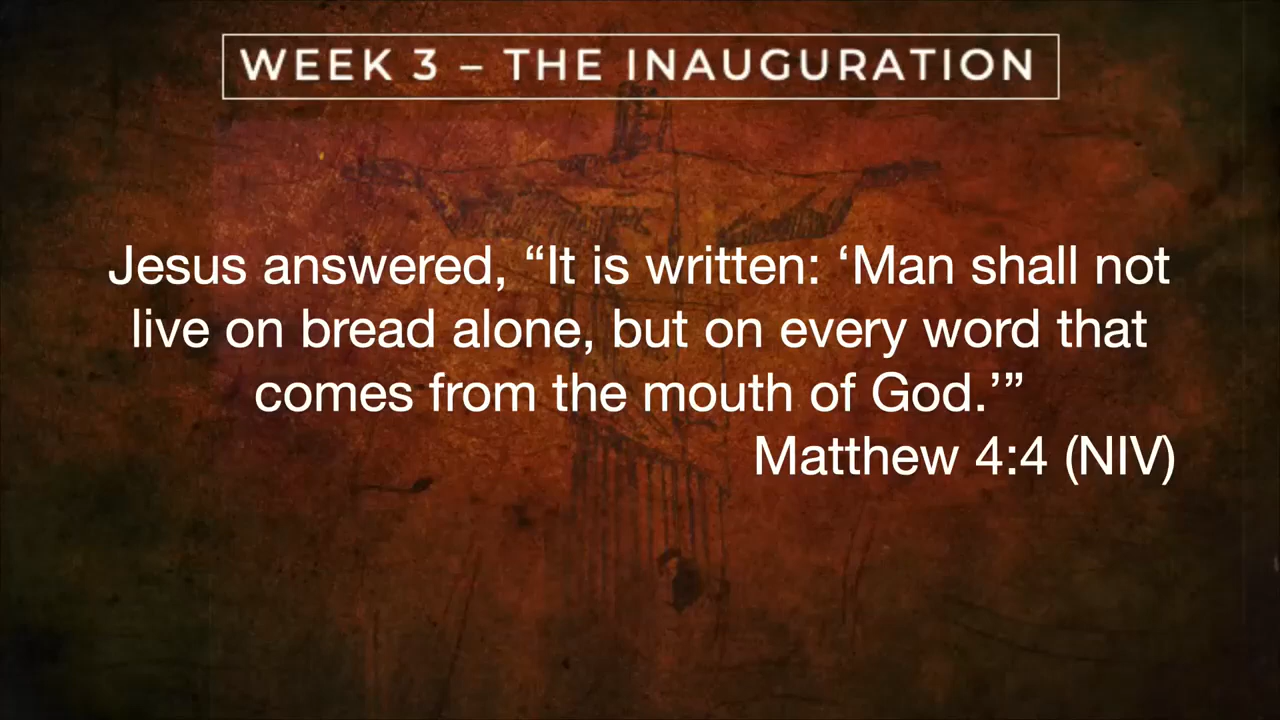 WEEK 3 – THE INAUGURATION
Jesus answered, “It is written: ‘Man shall not
live on bread alone, but on every word that
comes from the mouth of God.’”
Matthew 4:4 (NIV)